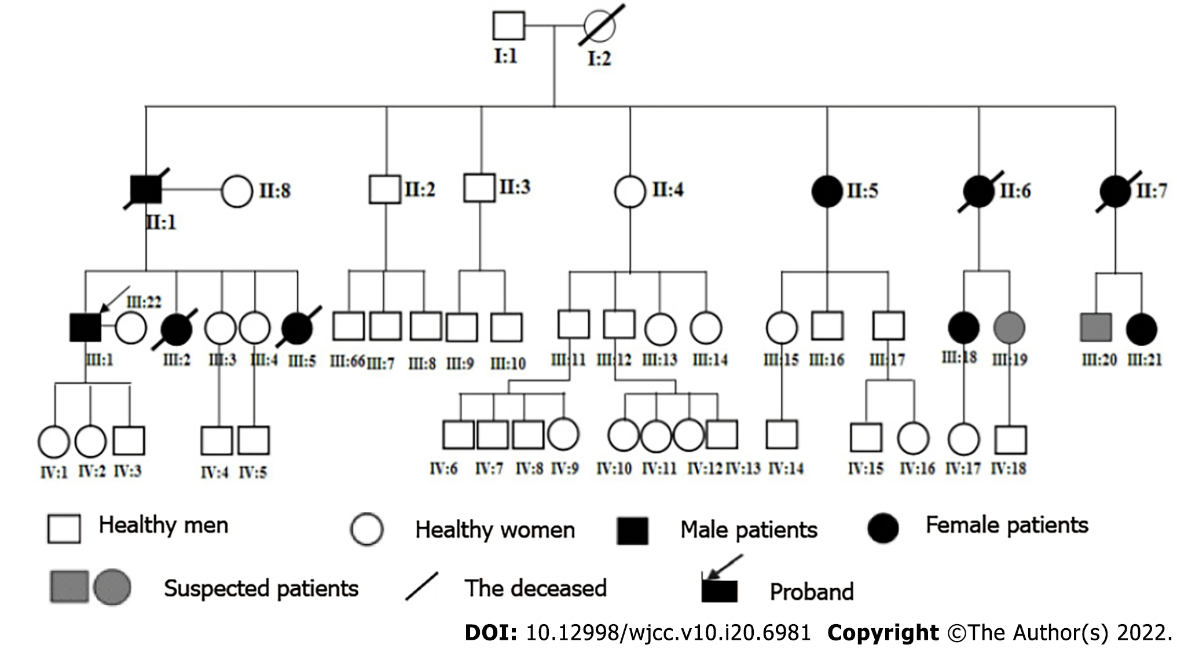 I:1 I:2
II:1 II:8 II:2 II:3 II:4 II:5 II:6 II:7
III:22
III:1 III:2 III:3 III:4 III:5 III:66 III:7 III:8 III:9 III:10 III:11 III:12 III:13 III:14 III:15 III:16 III:17 III:18 III:19 III:20 III:21
IV:1 IV:2 IV:3 IV:4 IV:5 IV:6 IV:7 IV:8 IV:9 IV:10 IV:11 IV:12 IV:13 IV:14 IV:15 IV:16 IV:17 IV:18
Healthy men Healthy women Male patients Female patients
Suspected patients The deceased Proband
DOI: 10.12998/wjcc.v10.i20.6981 Copyright ©The Author(s) 2022.